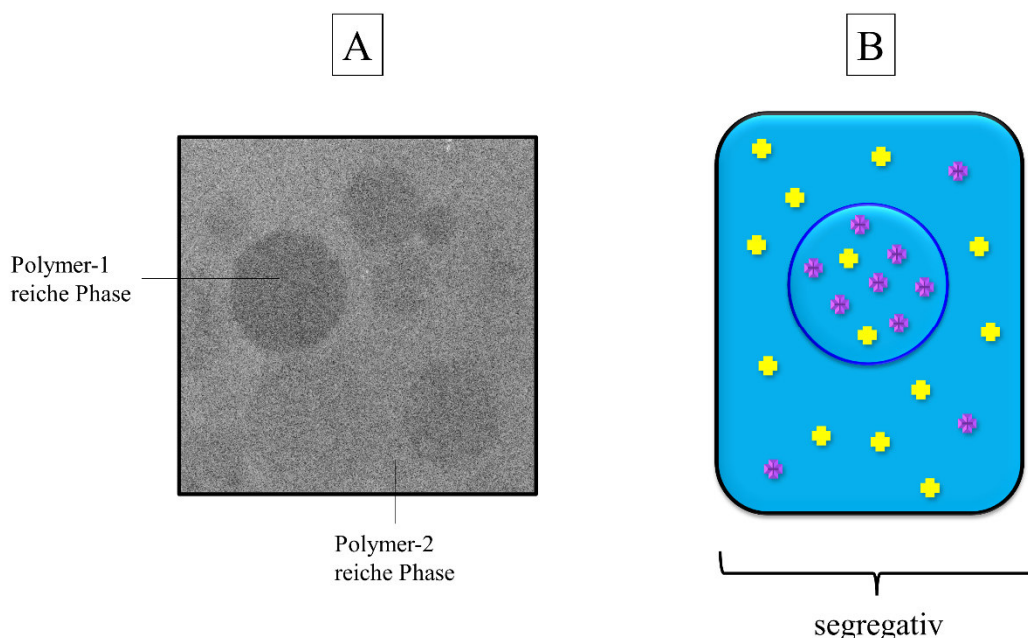 A
B
Polymer-1
reiche Phase
Polymer-2
reiche Phase
segregativ